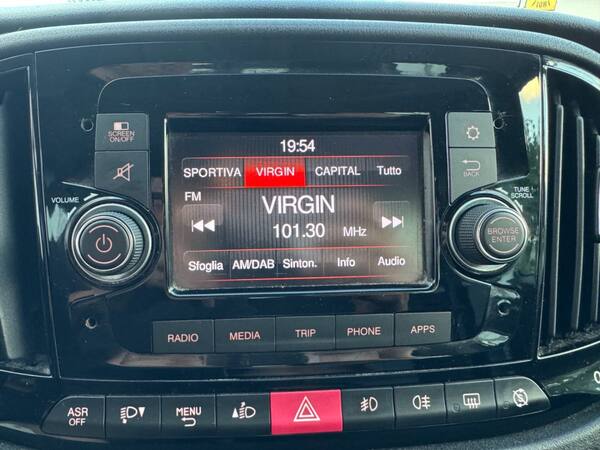 SCREEN
ON/OFF
19:54
SPORTIVA VIRGIN CAPITAL Tutto
BACK
FM
VIRGIN
101.30 MHz
VOLUME
TUNE
SCROLL
BROWSE
ENTER
Sfoglia AM/DAB Sinton. Info Audio
RADIO MEDIA TRIP PHONE APPS
ASR
OFF
MENU